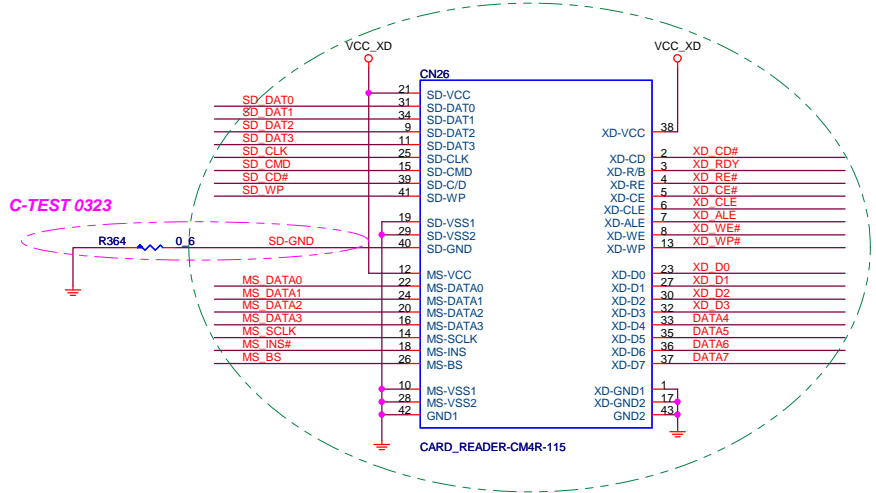 VCC_XD VCC_XD
CN26
21 SD-VCC
SD_DAT0 31 SD-DAT0
SD_DAT1 34 SD-DAT1
SD_DAT2 9 SD-DAT2 XD-VCC 38
SD_DAT3 11 SD-DAT3
SD_CLK 25 SD-CLK XD-CD 2 XD_CD#
SD_CMD 15 SD-CMD XD-R/B 3 XD_RDY
SD_CD# 39 SD-C/D XD-RE 4 XD_RE#
SD_WP 41 SD-WP XD-CE 5 XD_CE#
XD-CLE 6 XD_CLE
C-TEST 0323
19 SD-VSS1 XD-ALE 7 XD_ALE
29 SD-VSS2 XD-WE 8 XD_WE#
R364 0_6 SD-GND 40 SD-GND XD-WP 13 XD_WP#
12 MS-VCC XD-D0 23 XD_D0
MS_DATA0 22 MS-DATA0 XD-D1 27 XD_D1
MS_DATA1 24 MS-DATA1 XD-D2 30 XD_D2
MS_DATA2 20 MS-DATA2 XD-D3 32 XD_D3
MS_DATA3 16 MS-DATA3 XD-D4 33 DATA4
MS_SCLK 14 MS-SCLK XD-D5 35 DATA5
MS_INS# 18 MS-INS XD-D6 36 DATA6
MS_BS 26 MS-BS XD-D7 37 DATA7
10 MS-VSS1 XD-GND1 1
28 MS-VSS2 XD-GND2 17
42 GND1 GND2 43
CARD_READER-CM4R-115